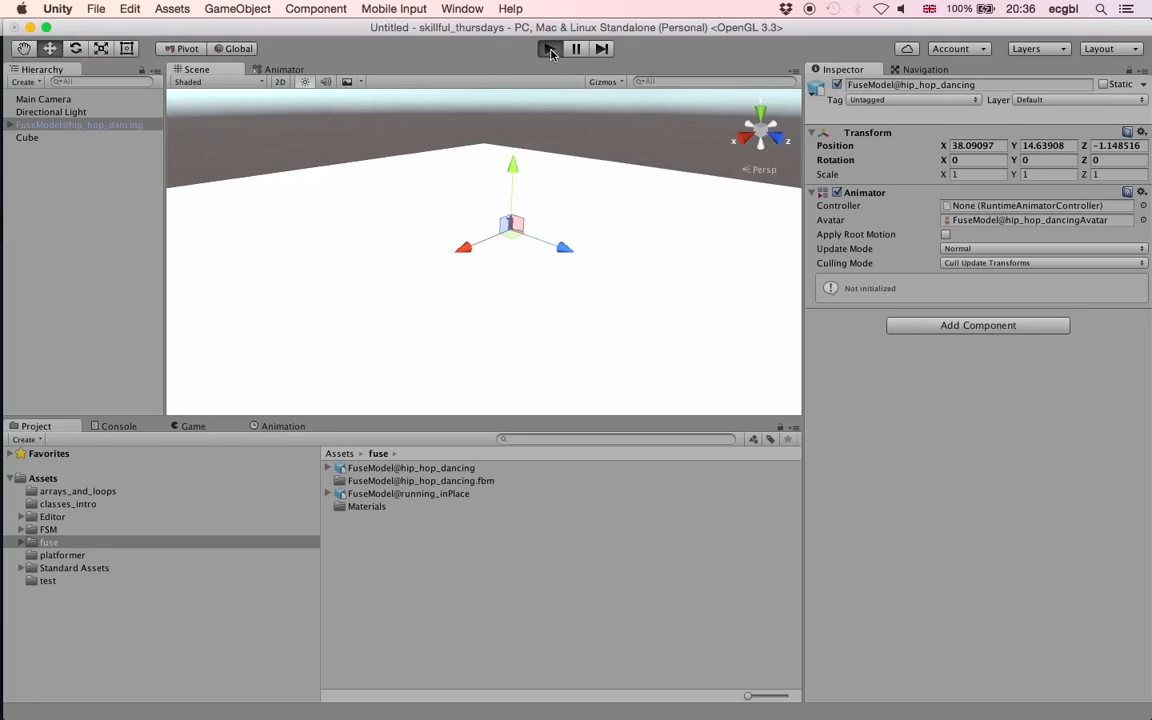 Unity File Edit Assets GameObject Component Mobile Input Window Help 100% 20:36 ecgbl
Untitled - skillful_thursdays - PC, Mac & Linux Standalone (Personal) <OpenGL 3.3>
Pivot Global Account Layers Layout
Hierarchy Scene Animator Inspector Navigation
Create All Shaded 2D Gizmos All
FuseModel@hip_hop_dancing Static
Main Camera Tag Untagged Layer Default
Directional Light
FuseModel@hip_hop_dancing
Cube
Transform
Position X 38.09097 Y 14.63908 Z -1.148516
Rotation X 0 Y 0 Z 0
Scale X 1 Y 1 Z 1
x z
Persp
Animator
Controller None (RuntimeAnimatorController)
Avatar FuseModel@hip_hop_dancingAvatar
Apply Root Motion
Update Mode Normal
Culling Mode Cull Update Transforms
Not initialized
Add Component
Project Console Game Animation
Create
Favorites
Assets
arrays_and_loops
classes_intro
Editor
FSM
fuse
platformer
Standard Assets
test
Assets fuse
FuseModel@hip_hop_dancing
FuseModel@hip_hop_dancing.fbm
FuseModel@running_inPlace
Materials